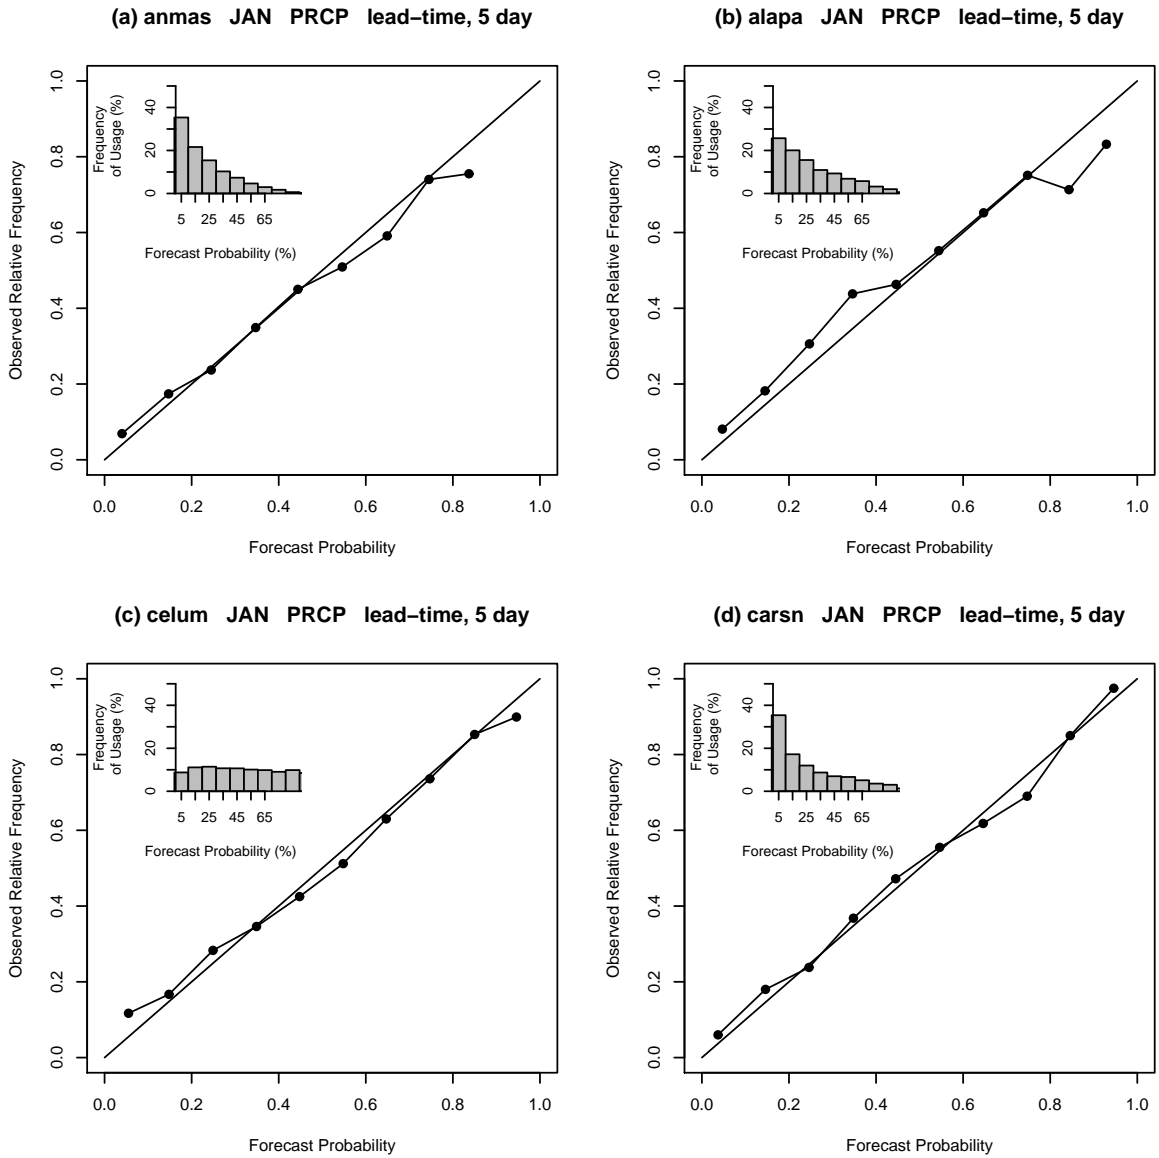 (a) anmas JAN PRCP lead−time, 5 day
Observed Relative Frequency
0.0 0.2 0.4 0.6 0.8 1.0
Frequency
of Usage (%)
0 20 40
5 25 45 65
Forecast Probability (%)
0.0 0.2 0.4 0.6 0.8 1.0
Forecast Probability
(b) alapa JAN PRCP lead−time, 5 day
Observed Relative Frequency
0.0 0.2 0.4 0.6 0.8 1.0
Frequency
of Usage (%)
0 20 40
5 25 45 65
Forecast Probability (%)
0.0 0.2 0.4 0.6 0.8 1.0
Forecast Probability
(c) celum JAN PRCP lead−time, 5 day
Observed Relative Frequency
0.0 0.2 0.4 0.6 0.8 1.0
Frequency
of Usage (%)
0 20 40
5 25 45 65
Forecast Probability (%)
0.0 0.2 0.4 0.6 0.8 1.0
Forecast Probability
(d) carsn JAN PRCP lead−time, 5 day
Observed Relative Frequency
0.0 0.2 0.4 0.6 0.8 1.0
Frequency
of Usage (%)
0 20 40
5 25 45 65
Forecast Probability (%)
0.0 0.2 0.4 0.6 0.8 1.0
Forecast Probability